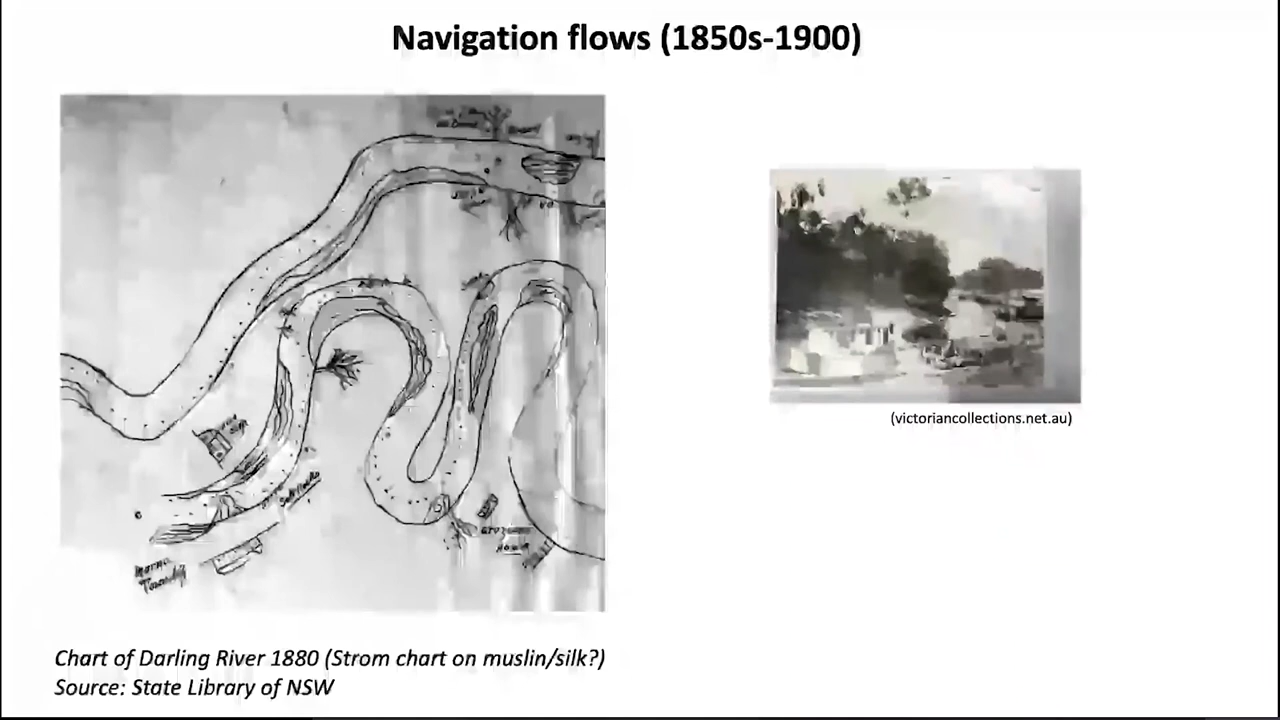 Navigation flows (1850s-1900)
(victoriancollections.net.au)
Chart of Darling River 1880 (Strom chart on muslin/silk?)
Source: State Library of NSW